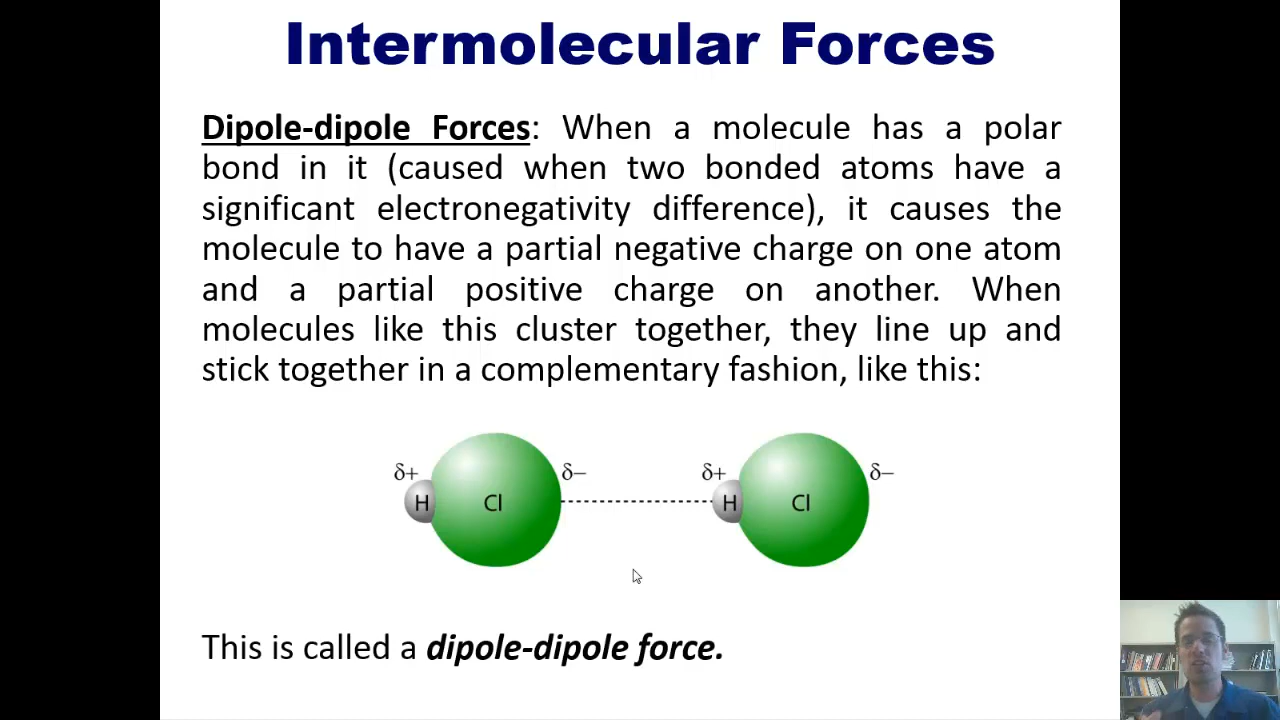 Intermolecular Forces
Dipole-dipole Forces: When a molecule has a polar
bond in it (caused when two bonded atoms have a
significant electronegativity difference), it causes the
molecule to have a partial negative charge on one atom
and a partial positive charge on another. When
molecules like this cluster together, they line up and
stick together in a complementary fashion, like this:
δ+ δ− δ+ δ−
H Cl H Cl
This is called a dipole-dipole force.